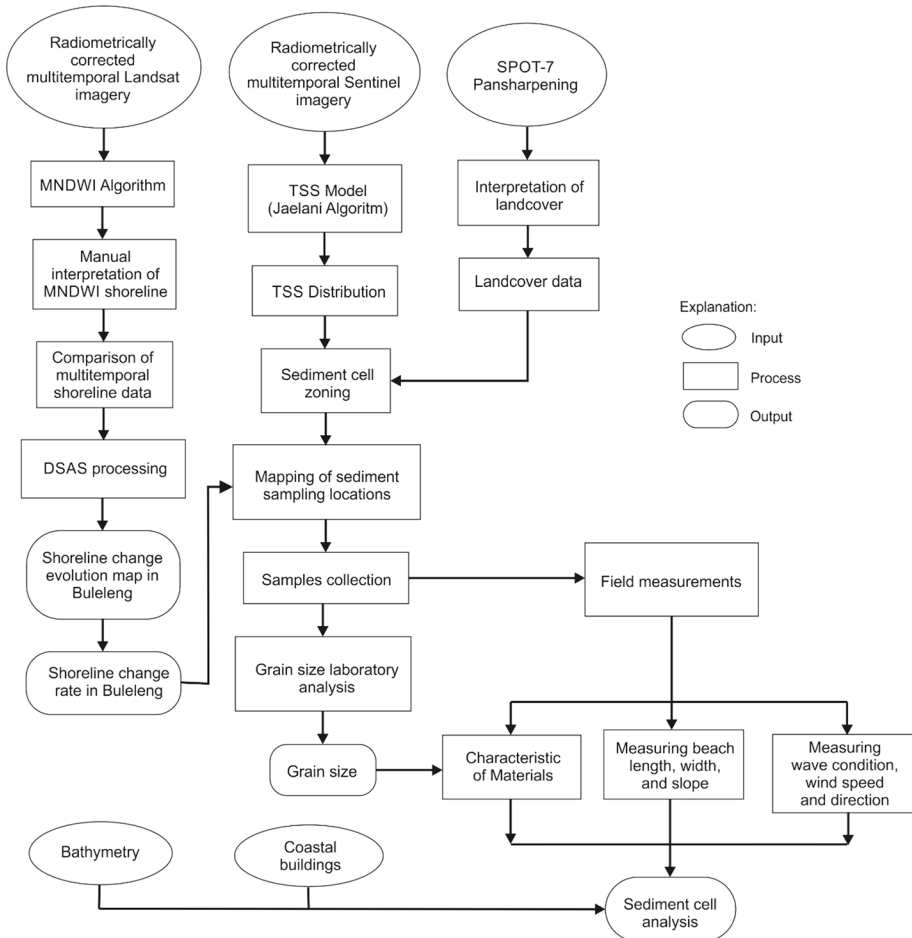 Radiometrically
corrected
multitemporal Landsat
imagery
MNDWI Algorithm
Manual
interpretation of
MNDWI shoreline
Comparison of
multitemporal
shoreline data
DSAS processing
Shoreline change
evolution map in
Buleleng
Shoreline change
rate in Buleleng
Radiometrically
corrected
multitemporal Sentinel
imagery
TSS Model
(Jaelani Algoritm)
TSS Distribution
Sediment cell
zoning
Mapping of sediment
sampling locations
Samples collection
Grain size laboratory
analysis
Grain size
SPOT-7
Pansharpening
Interpretation of
landcover
Landcover data
Explanation:
Input
Process
Output
Field measurements
Characteristic
of Materials
Measuring beach
length, width,
and slope
Measuring
wave condition,
wind speed
and direction
Bathymetry
Coastal
buildings
Sediment cell
analysis